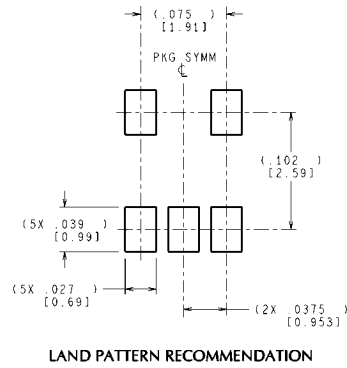 (.075 )
[1.91]
PKG SYMM
℄
(.102 )
[2.59]
(5X .039 )
[0.99]
(5X .027 )
[0.69]
(2X .0375 )
[0.953]
LAND PATTERN RECOMMENDATION